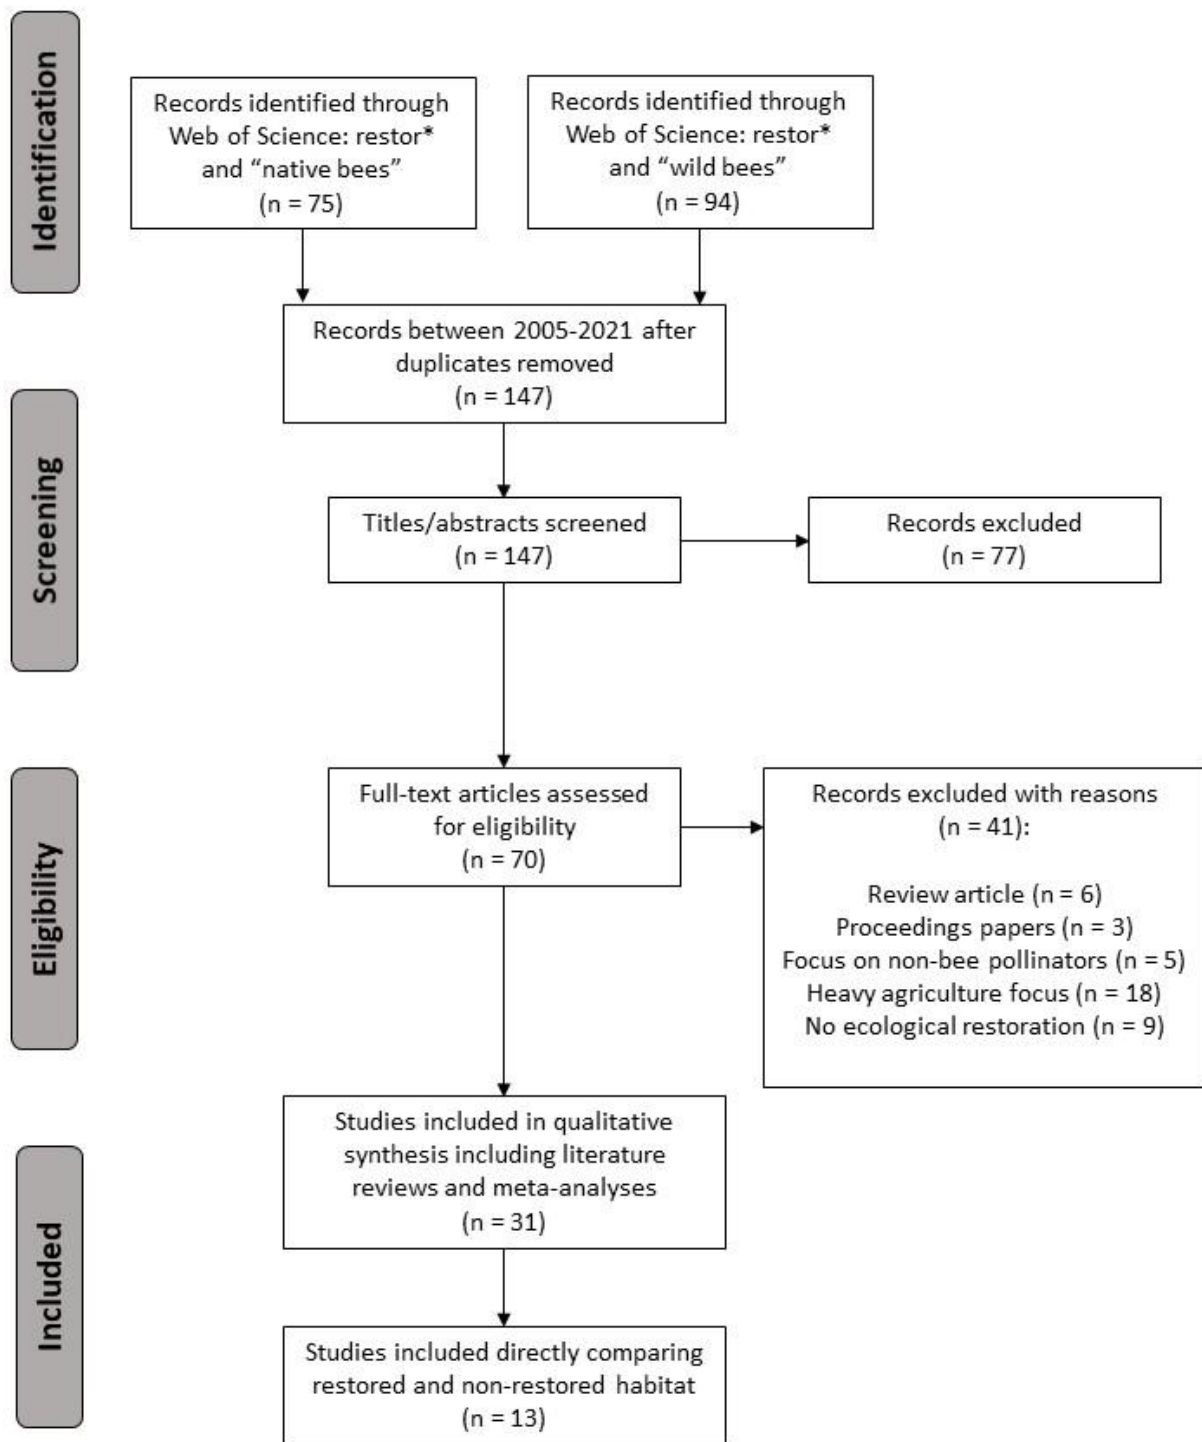 Identification
Records identified through
Web of Science: restor*
and “native bees”
(n = 75)
Records identified through
Web of Science: restor*
and “wild bees”
(n = 94)
Records between 2005-2021 after
duplicates removed
(n = 147)
Screening
Titles/abstracts screened
(n = 147)
Records excluded
(n = 77)
Eligibility
Full-text articles assessed
for eligibility
(n = 70)
Records excluded with reasons
(n = 41):
Review article (n = 6)
Proceedings papers (n = 3)
Focus on non-bee pollinators (n = 5)
Heavy agriculture focus (n = 18)
No ecological restoration (n = 9)
Included
Studies included in qualitative
synthesis including literature
reviews and meta-analyses
(n = 31)
Studies included directly comparing
restored and non-restored habitat
(n = 13)